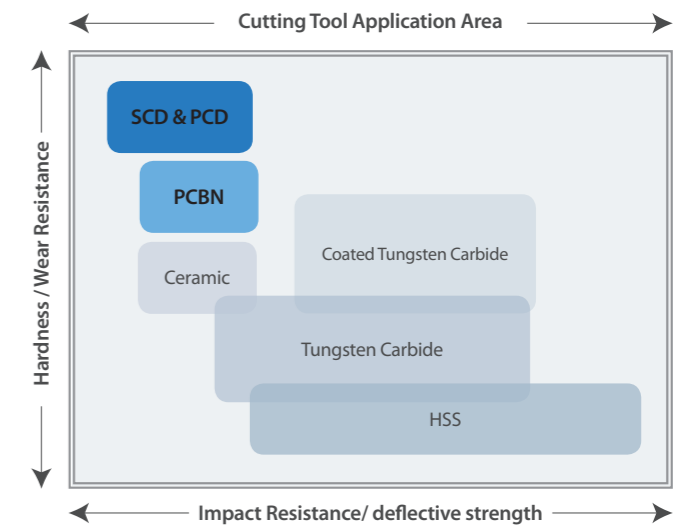 Cutting Tool Application Area
Hardness / Wear Resistance
SCD & PCD
PCBN
Ceramic
Coated Tungsten Carbide
Tungsten Carbide
HSS
Impact Resistance/ deflective strength